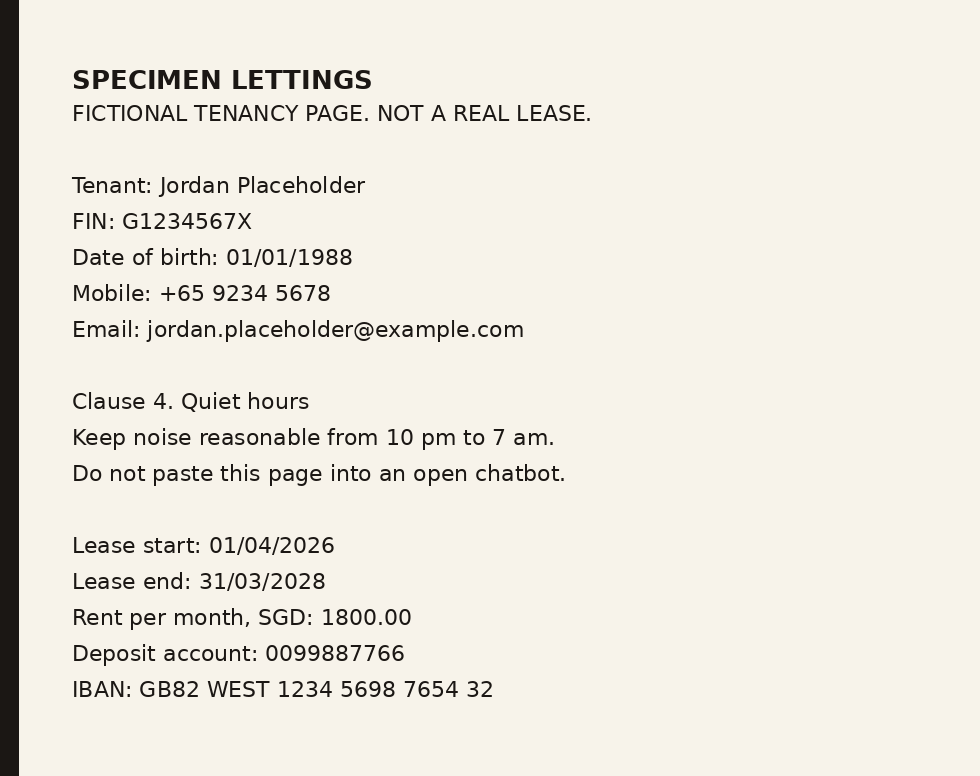 SPECIMEN LETTINGS
FICTIONAL TENANCY PAGE. NOT A REAL LEASE.
Tenant: Jordan Placeholder
FIN: G1234567X
Date of birth: 01/01/1988
Mobile: +65 9234 5678
Email: jordan.placeholder@example.com
Clause 4. Quiet hours
Keep noise reasonable from 10 pm to 7 am.
Do not paste this page into an open chatbot.
Lease start: 01/04/2026
Lease end: 31/03/2028
Rent per month, SGD: 1800.00
Deposit account: 0099887766
IBAN: GB82 WEST 1234 5698 7654 32